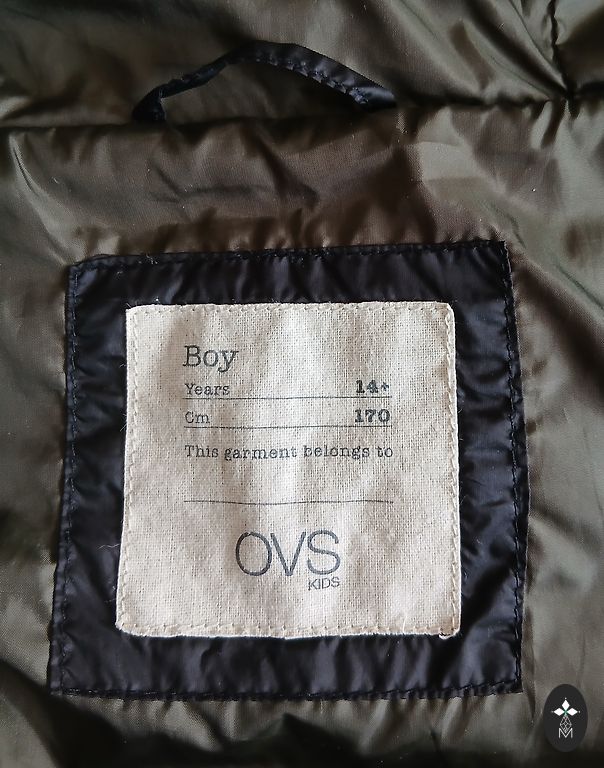 Boy
Years 14+
Cm 170
This garment belongs to
OVS
KIDS